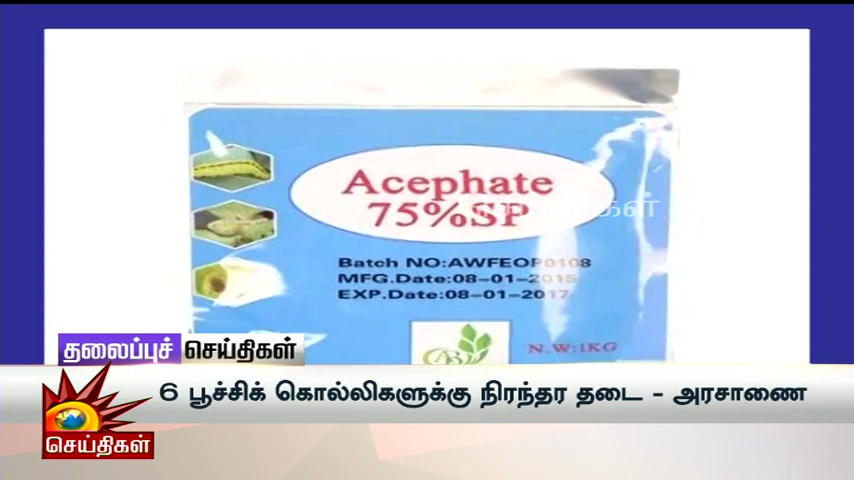 Acephate
75%SP
Batch NO:AWFEOP0108
MFG.Date:08-01-2015
EXP.Date:08-01-2017
N.W:1KG
தலைப்புச் செய்திகள்
6 பூச்சிக் கொல்லிகளுக்கு நிரந்தர தடை - அரசாணை
செய்திகள்